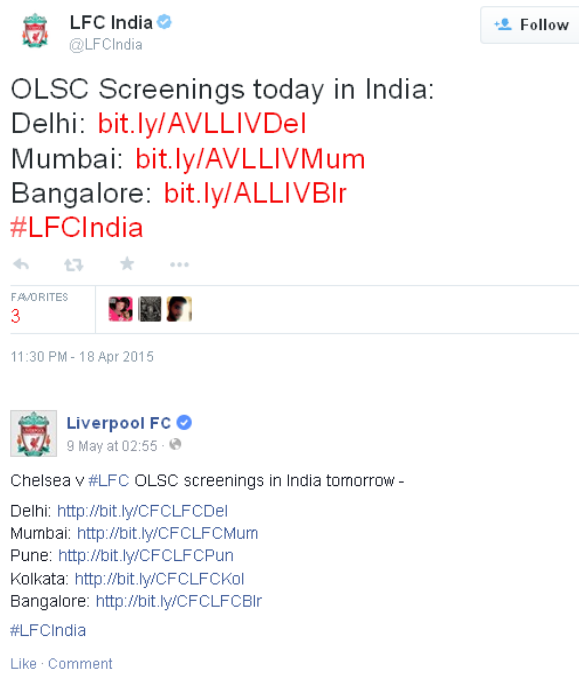 LFC India
@LFCIndia
Follow
OLSC Screenings today in India:
Delhi: bit.ly/AVLLIVDel
Mumbai: bit.ly/AVLLIVMum
Bangalore: bit.ly/ALLIVBlr
#LFCIndia
FAVORITES
3
11:30 PM - 18 Apr 2015
Liverpool FC
9 May at 02:55 ·
Chelsea v #LFC OLSC screenings in India tomorrow -
Delhi: http://bit.ly/CFCLFCDel
Mumbai: http://bit.ly/CFCLFCMum
Pune: http://bit.ly/CFCLFCPun
Kolkata: http://bit.ly/CFCLFCKol
Bangalore: http://bit.ly/CFCLFCBlr
#LFCIndia
Like · Comment